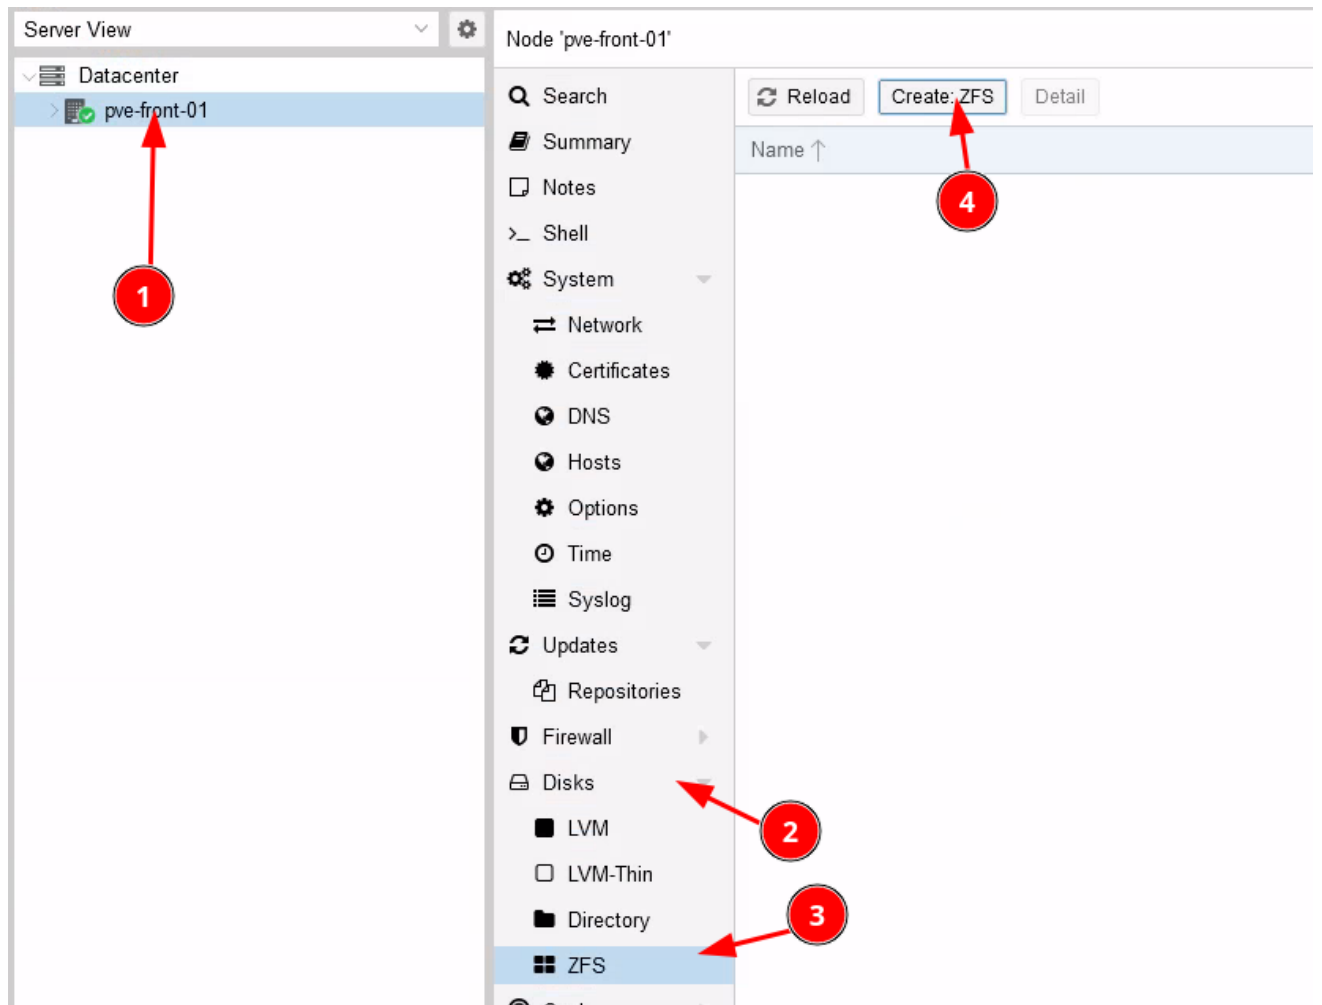 Server View
Datacenter
pve-front-01
1
Node 'pve-front-01'
Search
Summary
Notes
Shell
System
Network
Certificates
DNS
Hosts
Options
Time
Syslog
Updates
Repositories
Firewall
Disks
LVM
LVM-Thin
Directory
ZFS
2
3
Reload
Create: ZFS
Detail
Name
4